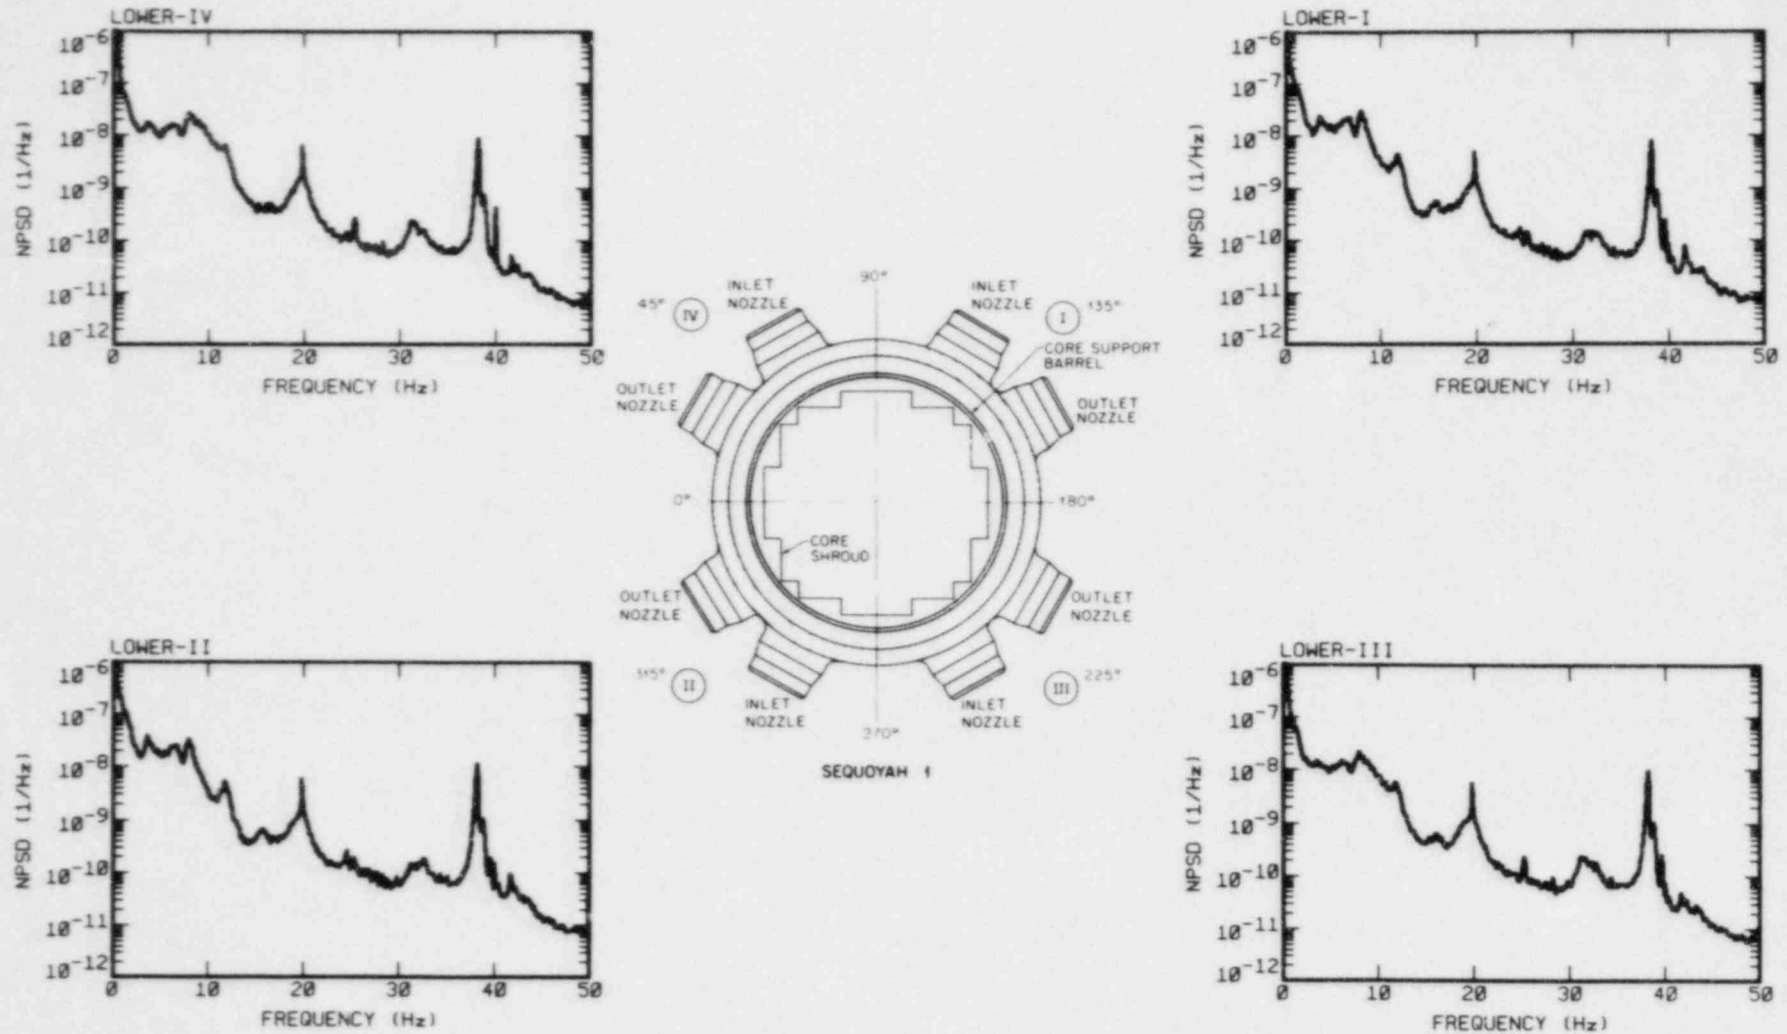 LOWER-IV
10-6
10-7
10-8
10-9
10-10
10-11
10-12
NPSD (1/Hz)
0 10 20 30 40 50
FREQUENCY (Hz)
LOWER-I
10-6
10-7
10-8
10-9
10-10
10-11
10-12
NPSD (1/Hz)
0 10 20 30 40 50
FREQUENCY (Hz)
90°
45°
IV
INLET
NOZZLE
INLET
NOZZLE
I
135°
CORE SUPPORT
BARREL
OUTLET
NOZZLE
OUTLET
NOZZLE
0°
180°
CORE
SHROUD
OUTLET
NOZZLE
OUTLET
NOZZLE
315°
II
INLET
NOZZLE
INLET
NOZZLE
III
225°
270°
SEQUOYAH 1
LOWER-II
10-6
10-7
10-8
10-9
10-10
10-11
10-12
NPSD (1/Hz)
0 10 20 30 40 50
FREQUENCY (Hz)
LOWER-III
10-6
10-7
10-8
10-9
10-10
10-11
10-12
NPSD (1/Hz)
0 10 20 30 40 50
FREQUENCY (Hz)